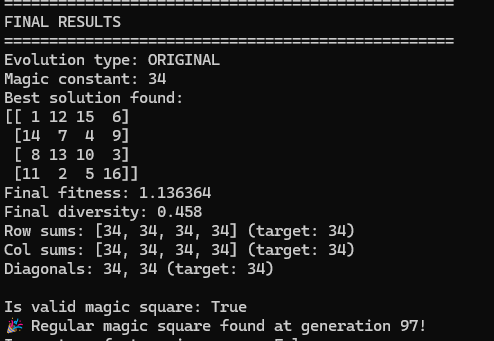 ==================================================
FINAL RESULTS
==================================================
Evolution type: ORIGINAL
Magic constant: 34
Best solution found:
[[ 1 12 15  6]
 [14  7  4  9]
 [ 8 13 10  3]
 [11  2  5 16]]
Final fitness: 1.136364
Final diversity: 0.458
Row sums: [34, 34, 34, 34] (target: 34)
Col sums: [34, 34, 34, 34] (target: 34)
Diagonals: 34, 34 (target: 34)

Is valid magic square: True
🎉 Regular magic square found at generation 97!